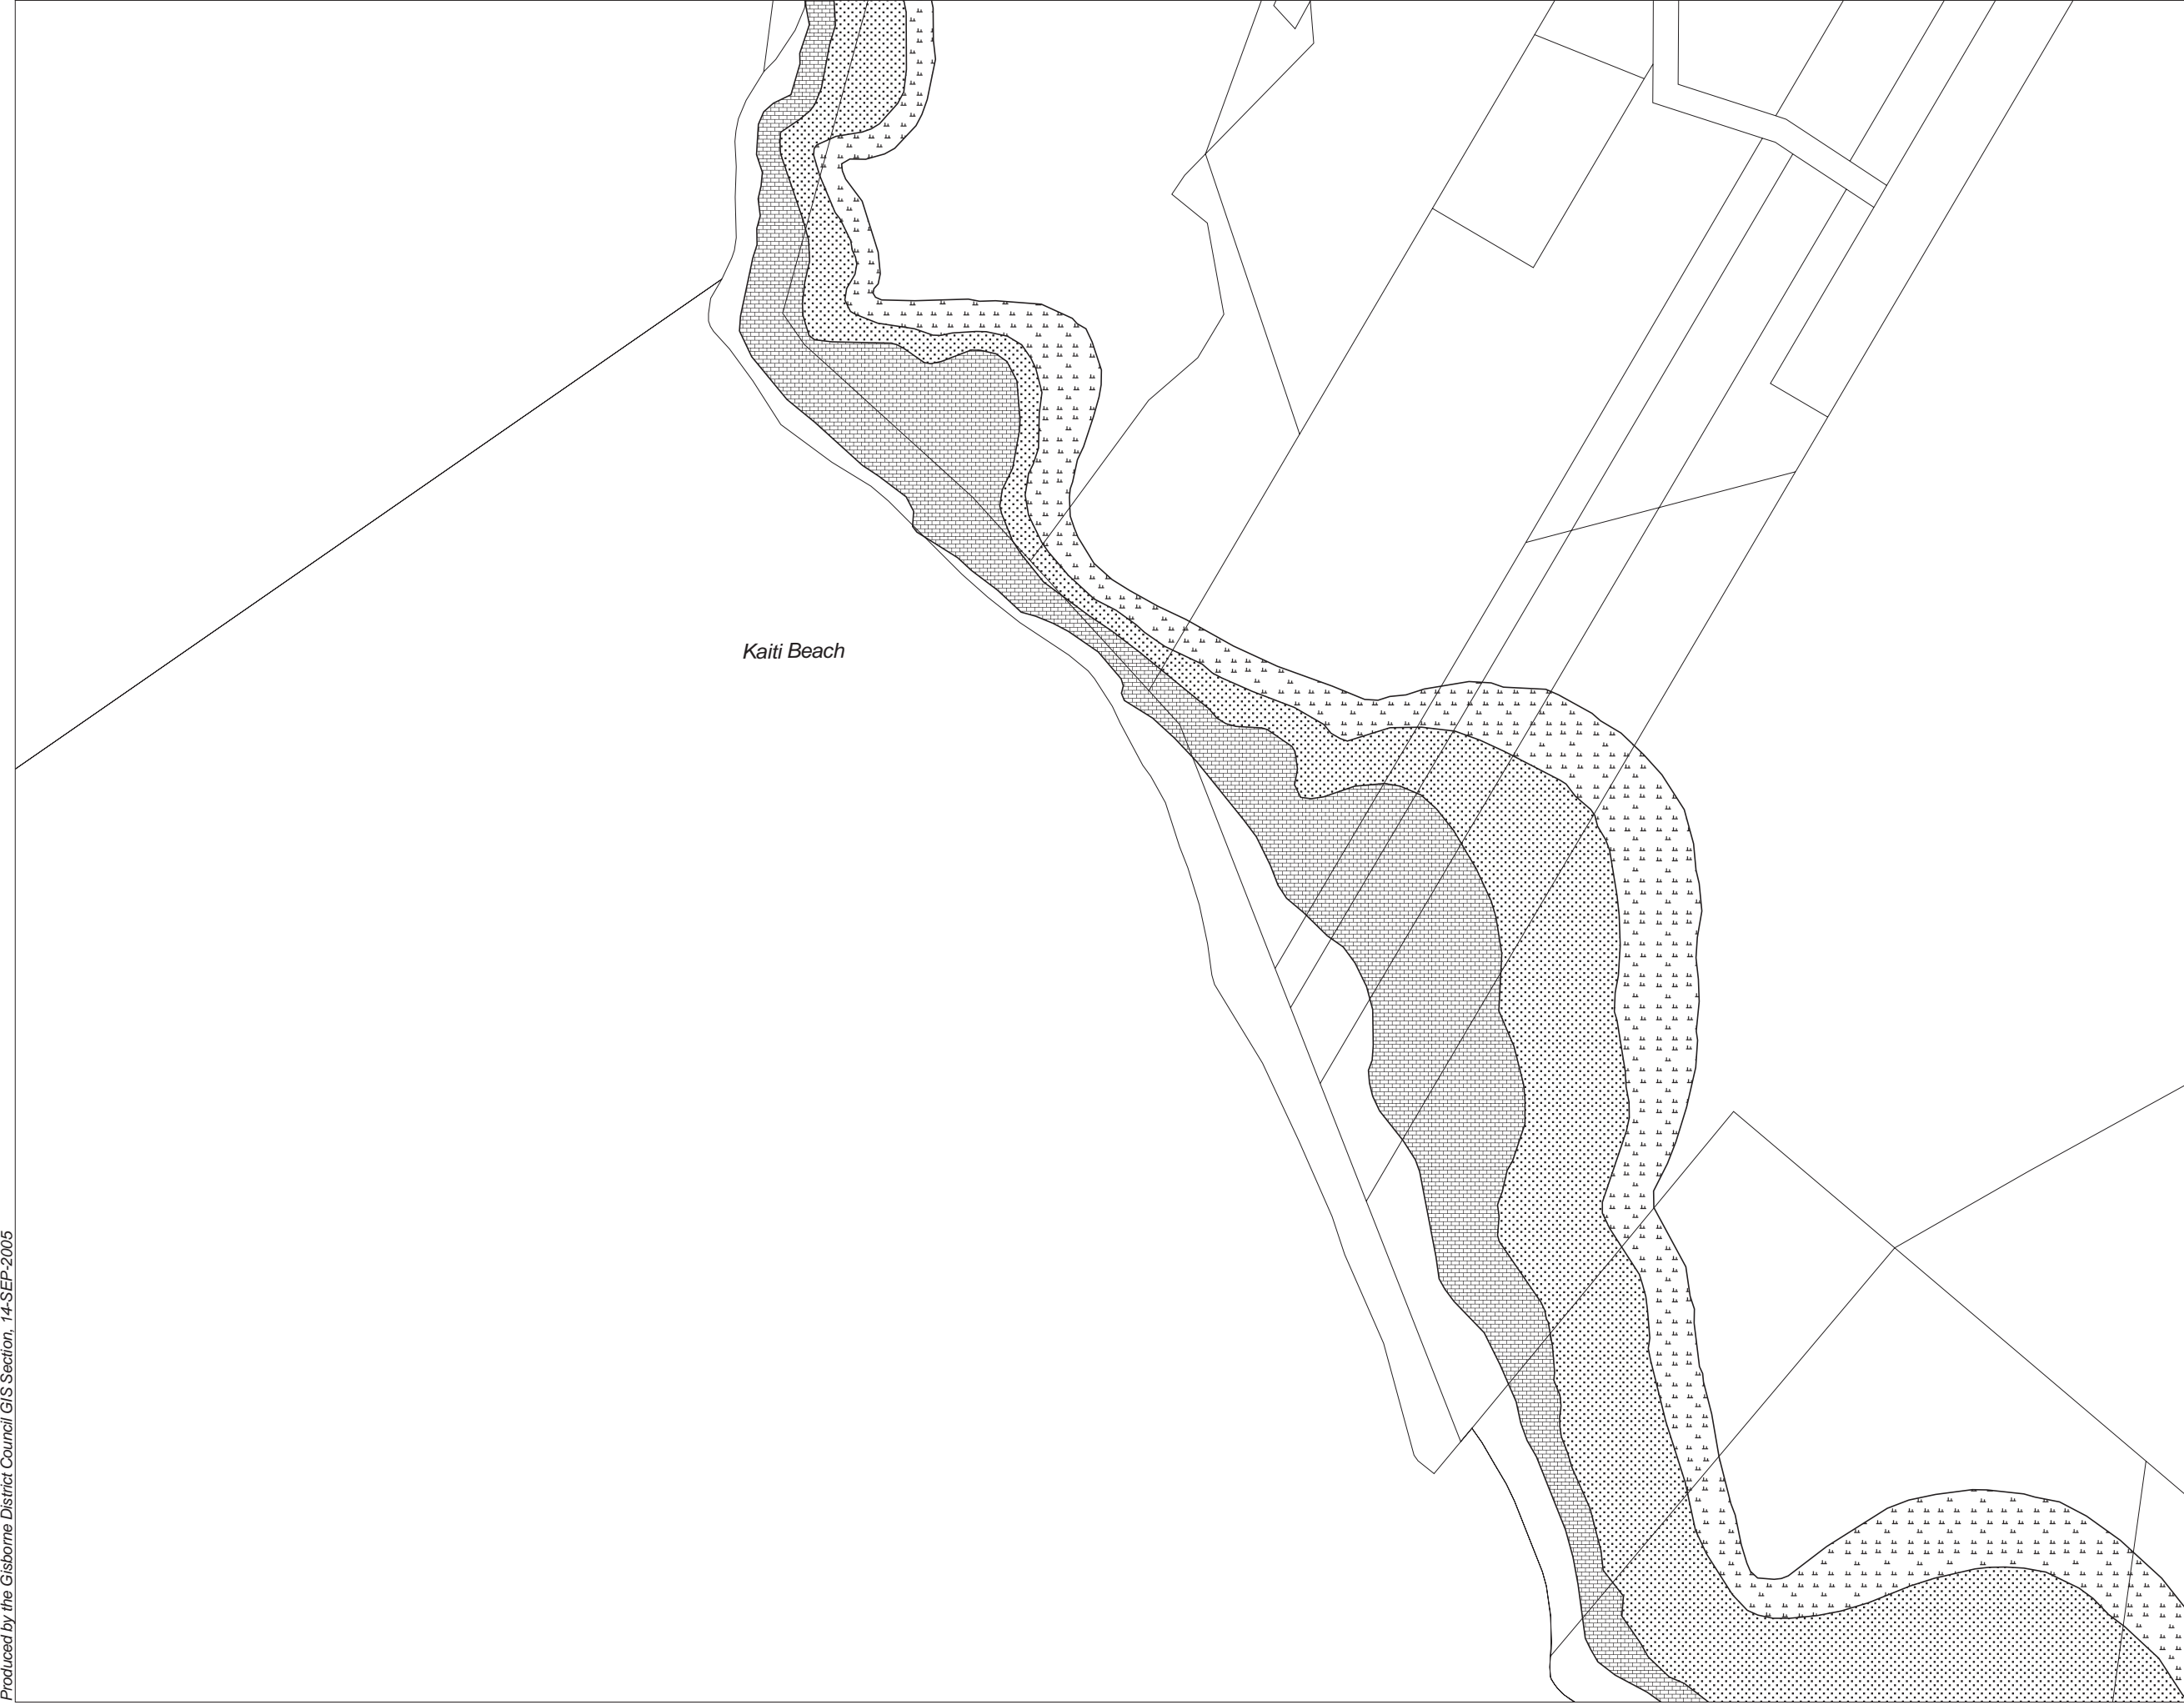 Kaiti Beach
Produced by the Gisborne District Council GIS Section, 14-SEP-2005